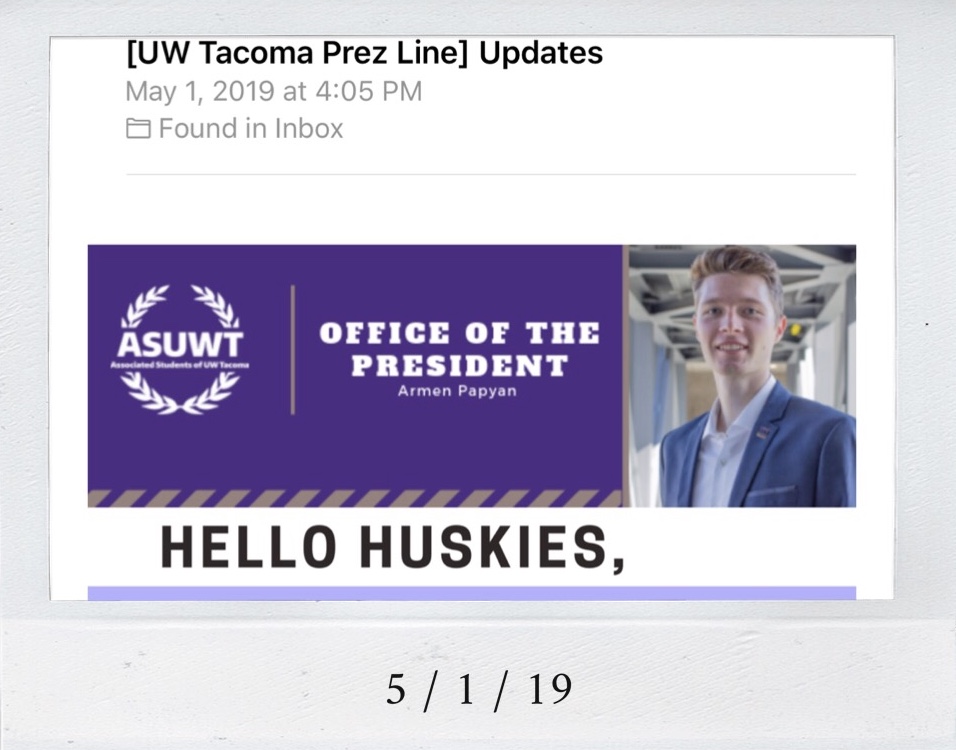 [UW Tacoma Prez Line] Updates
May 1, 2019 at 4:05 PM
Found in Inbox
ASUWT
Associated Students of UW Tacoma
OFFICE OF THE
PRESIDENT
Armen Papyan
HELLO HUSKIES,
5 / 1 / 19